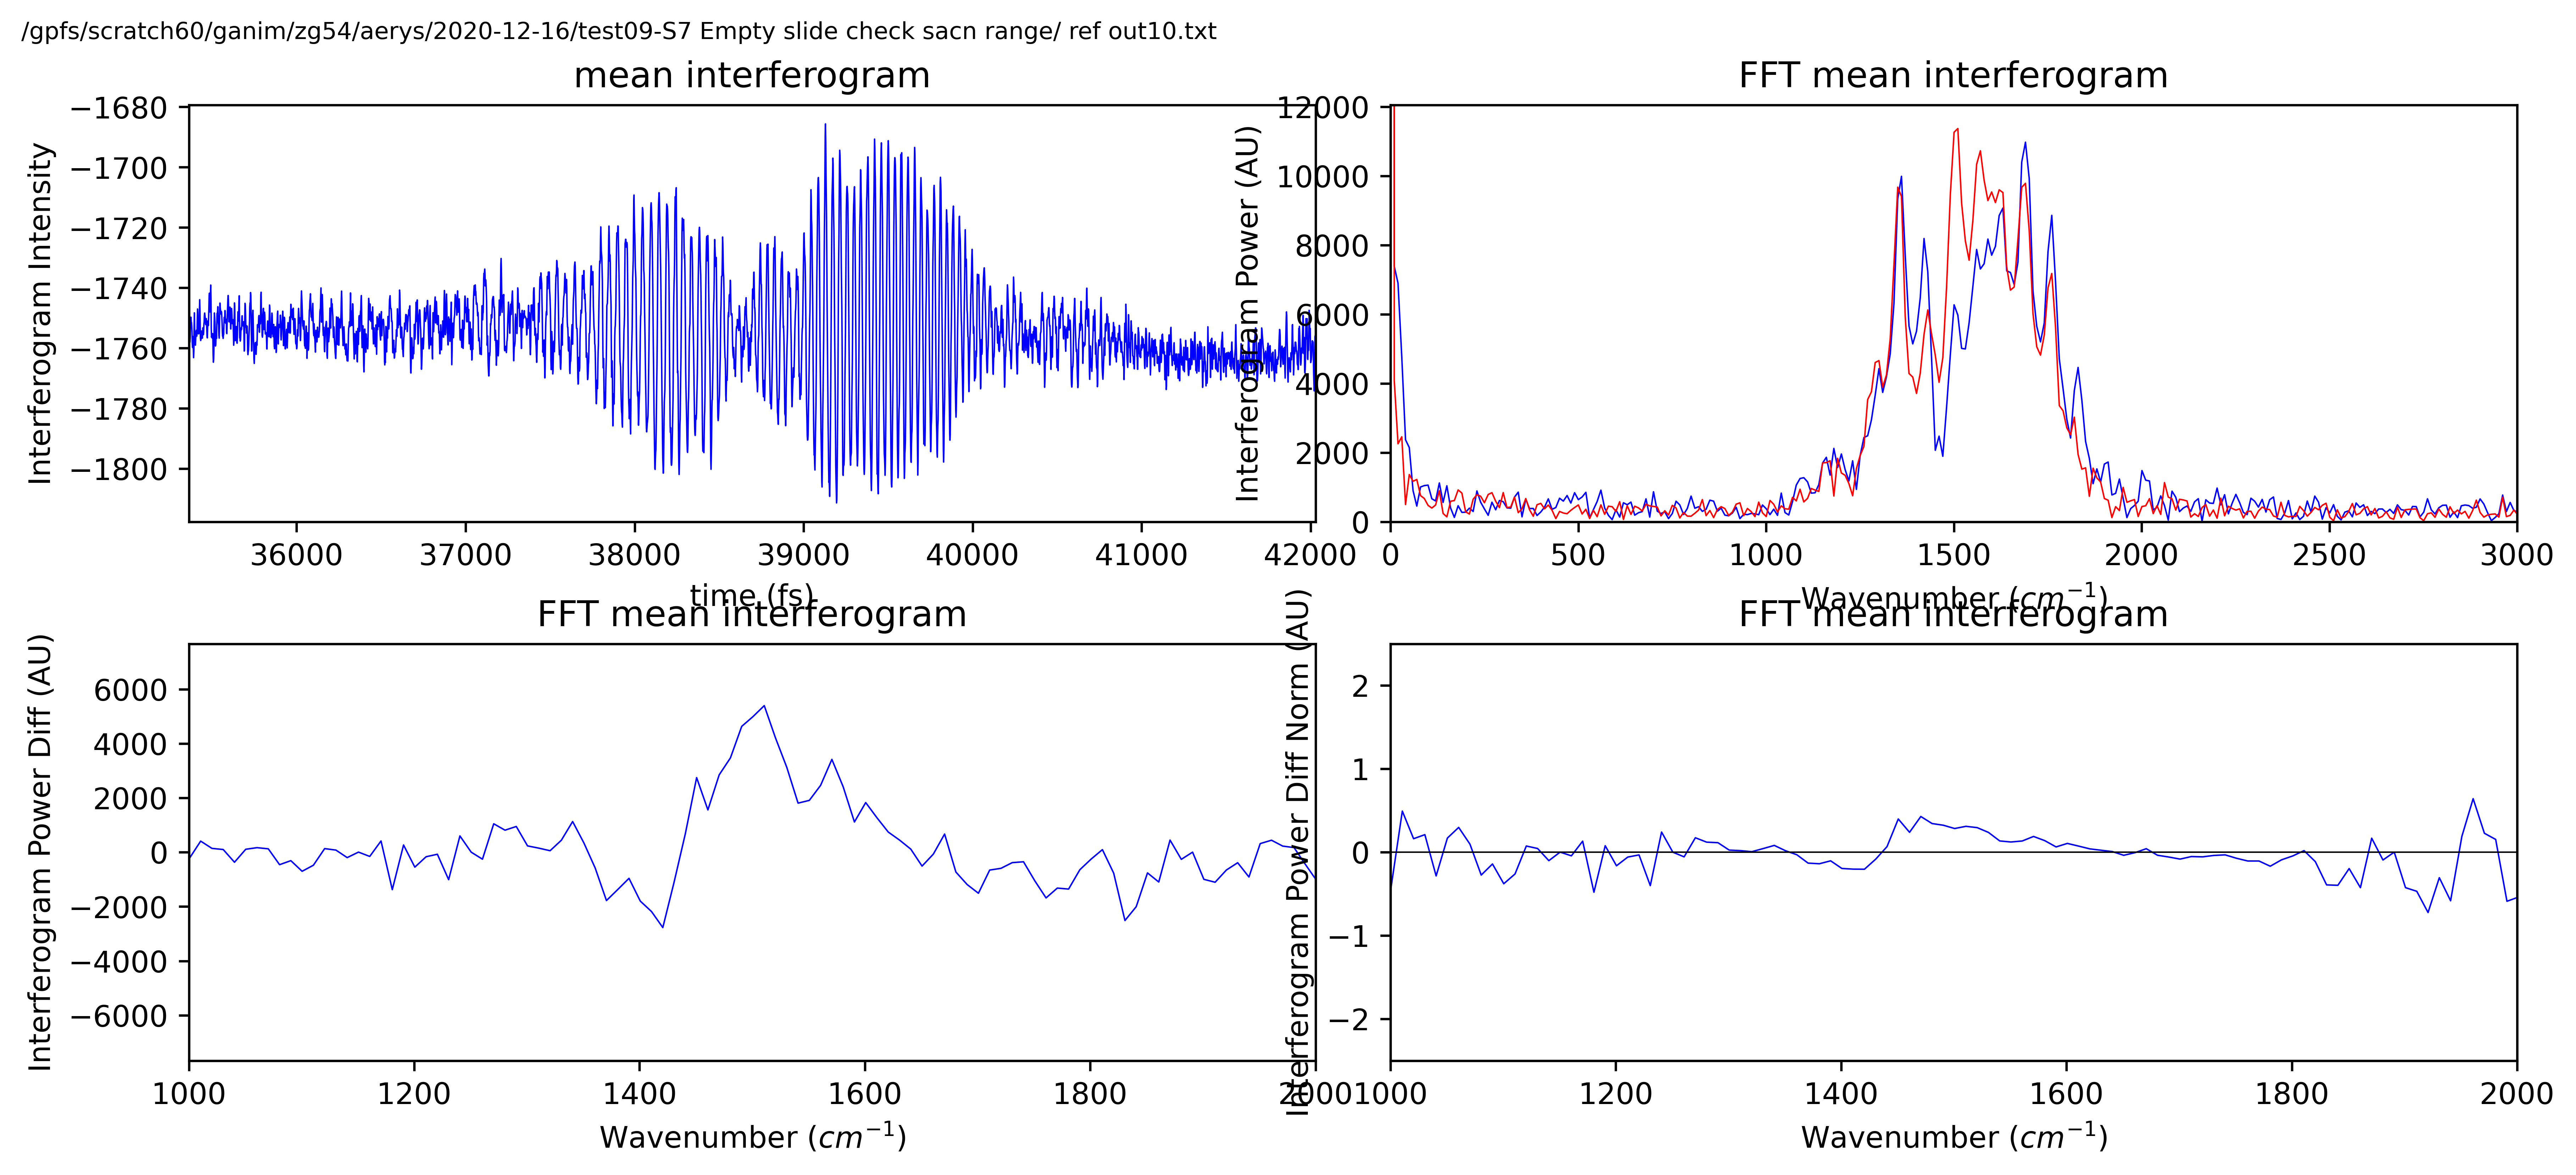 /gpfs/scratch60/ganim/zg54/aerys/2020-12-16/test09-S7 Empty slide check sacn range/ ref out10.txt
mean interferogram
Interferogram Intensity
−1680
−1700
−1720
−1740
−1760
−1780
−1800
36000 37000 38000 39000 40000 41000 42000
time (fs)
FFT mean interferogram
Interferogram Power (AU)
12000
10000
8000
6000
4000
2000
0
0 500 1000 1500 2000 2500 3000
Wavenumber (cm⁻¹)
FFT mean interferogram
Interferogram Power Diff (AU)
6000
4000
2000
0
−2000
−4000
−6000
1000 1200 1400 1600 1800 2000
Wavenumber (cm⁻¹)
FFT mean interferogram
Interferogram Power Diff Norm (AU)
2
1
0
−1
−2
1000 1200 1400 1600 1800 2000
Wavenumber (cm⁻¹)